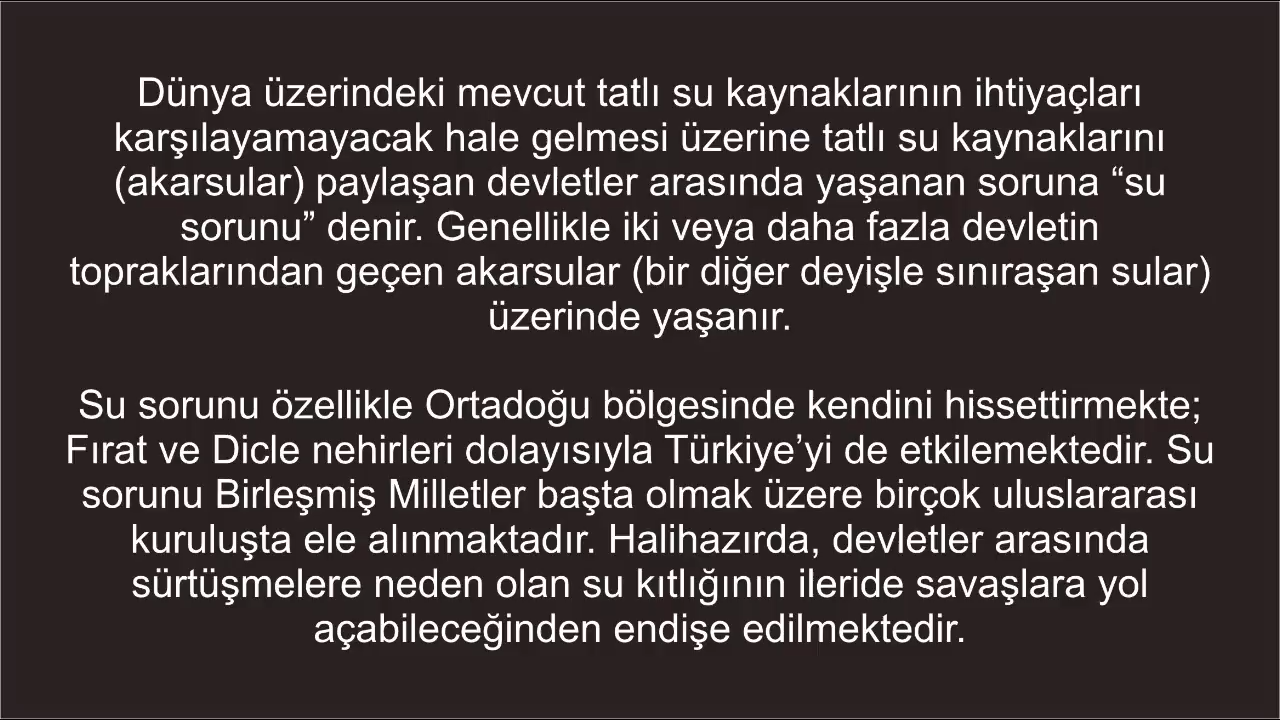 Dünya üzerindeki mevcut tatlı su kaynaklarının ihtiyaçları
karşılayamayacak hale gelmesi üzerine tatlı su kaynaklarını
(akarsular) paylaşan devletler arasında yaşanan soruna “su
sorunu” denir. Genellikle iki veya daha fazla devletin
topraklarından geçen akarsular (bir diğer deyişle sınıraşan sular)
üzerinde yaşanır.
Su sorunu özellikle Ortadoğu bölgesinde kendini hissettirmekte;
Fırat ve Dicle nehirleri dolayısıyla Türkiye’yi de etkilemektedir. Su
sorunu Birleşmiş Milletler başta olmak üzere birçok uluslararası
kuruluşta ele alınmaktadır. Halihazırda, devletler arasında
sürtüşmelere neden olan su kıtlığının ileride savaşlara yol
açabileceğinden endişe edilmektedir.